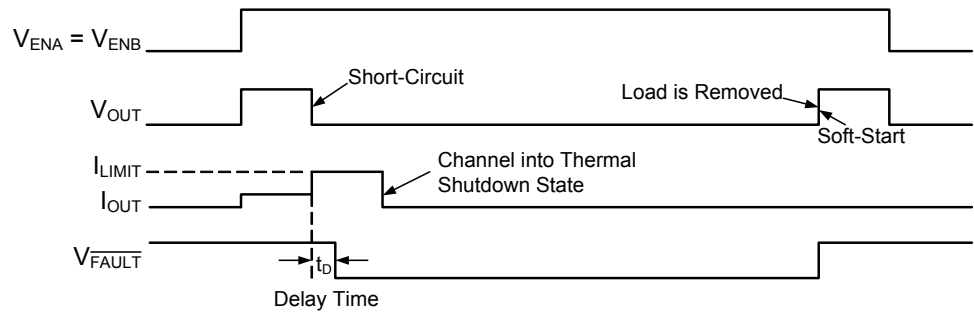 VENA = VENB
Short-Circuit
VOUT
Load is Removed
Soft-Start
ILIMIT
Channel into Thermal
Shutdown State
IOUT
VFAULT
tD
Delay Time